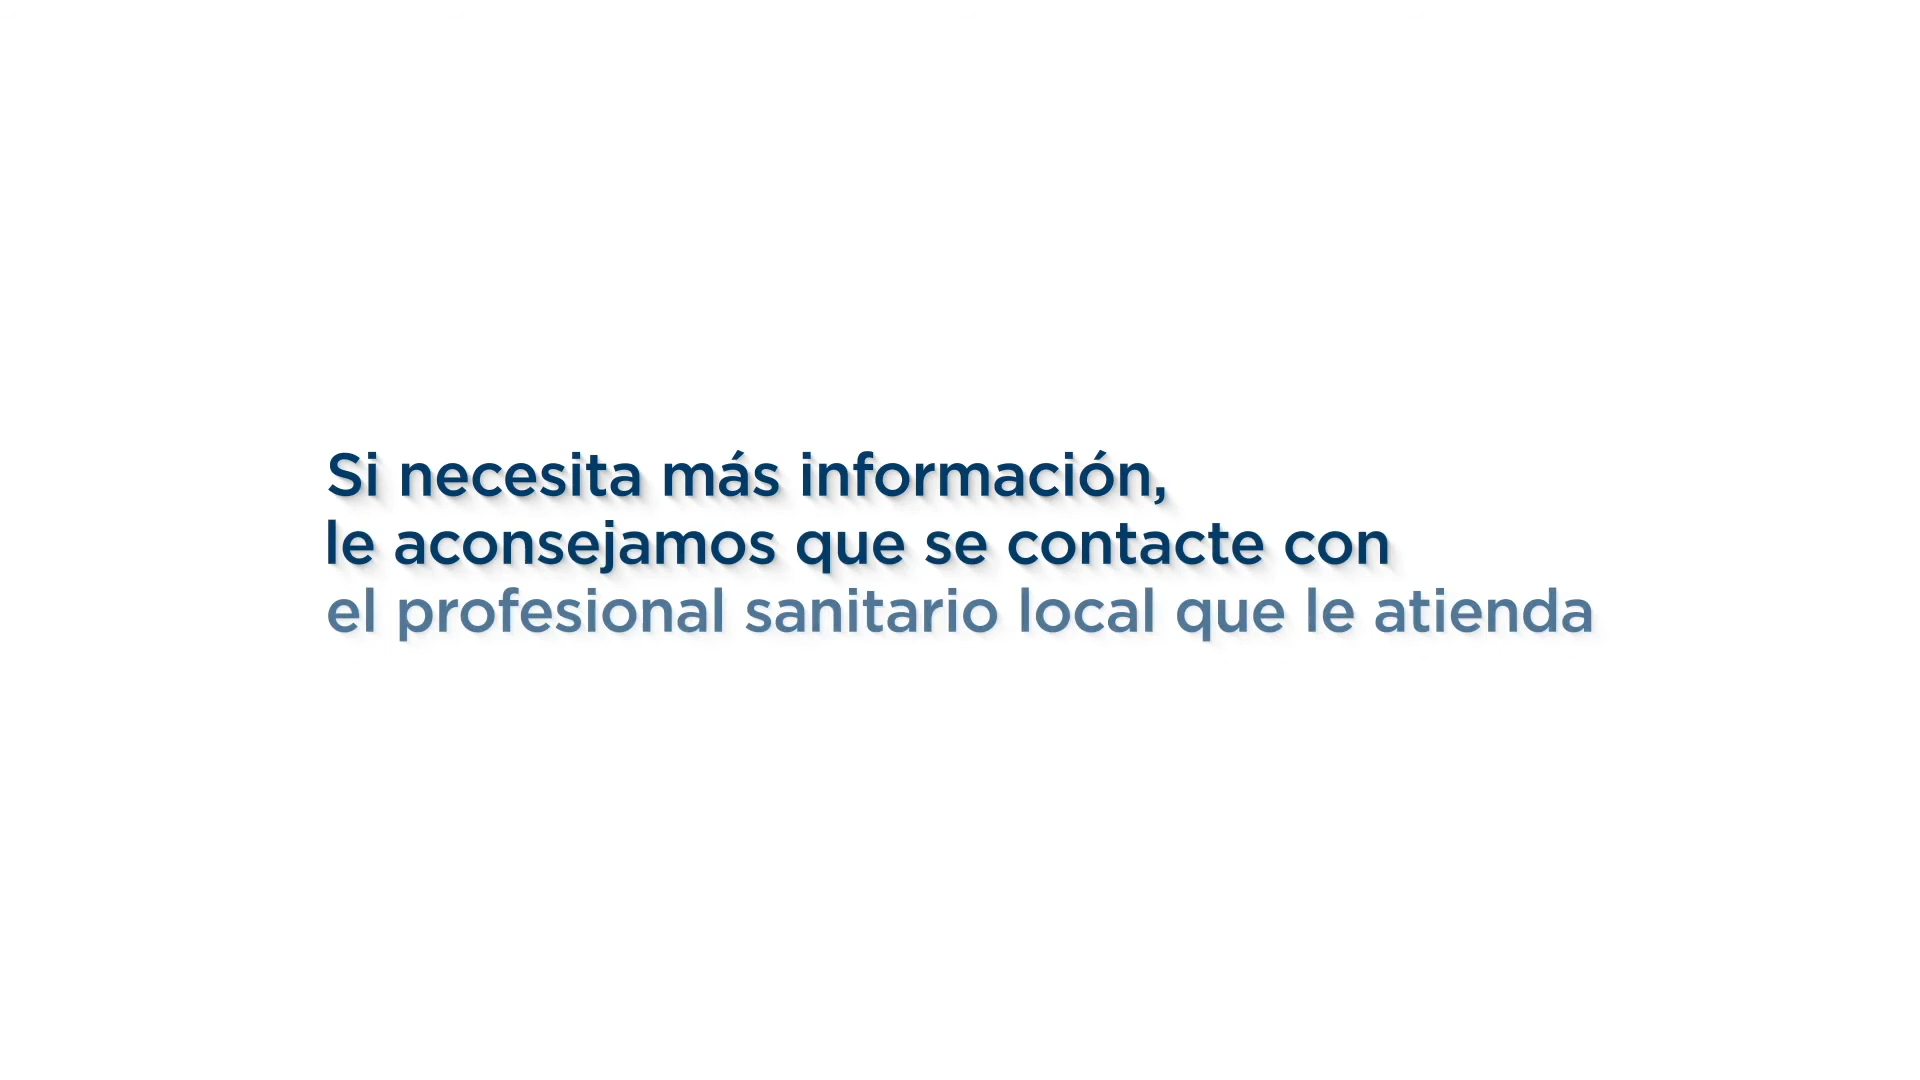 Si necesita más información,
le aconsejamos que se contacte con
el profesional sanitario local que le atienda